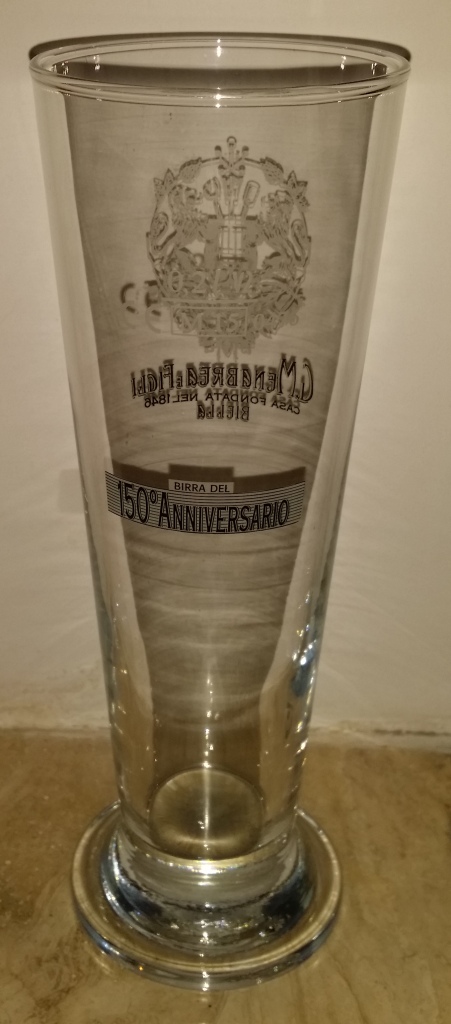 G. MENABREA E FIGLI
CASA FONDATA NEL 1846
BIELLA
BIRRA DEL
150° ANNIVERSARIO